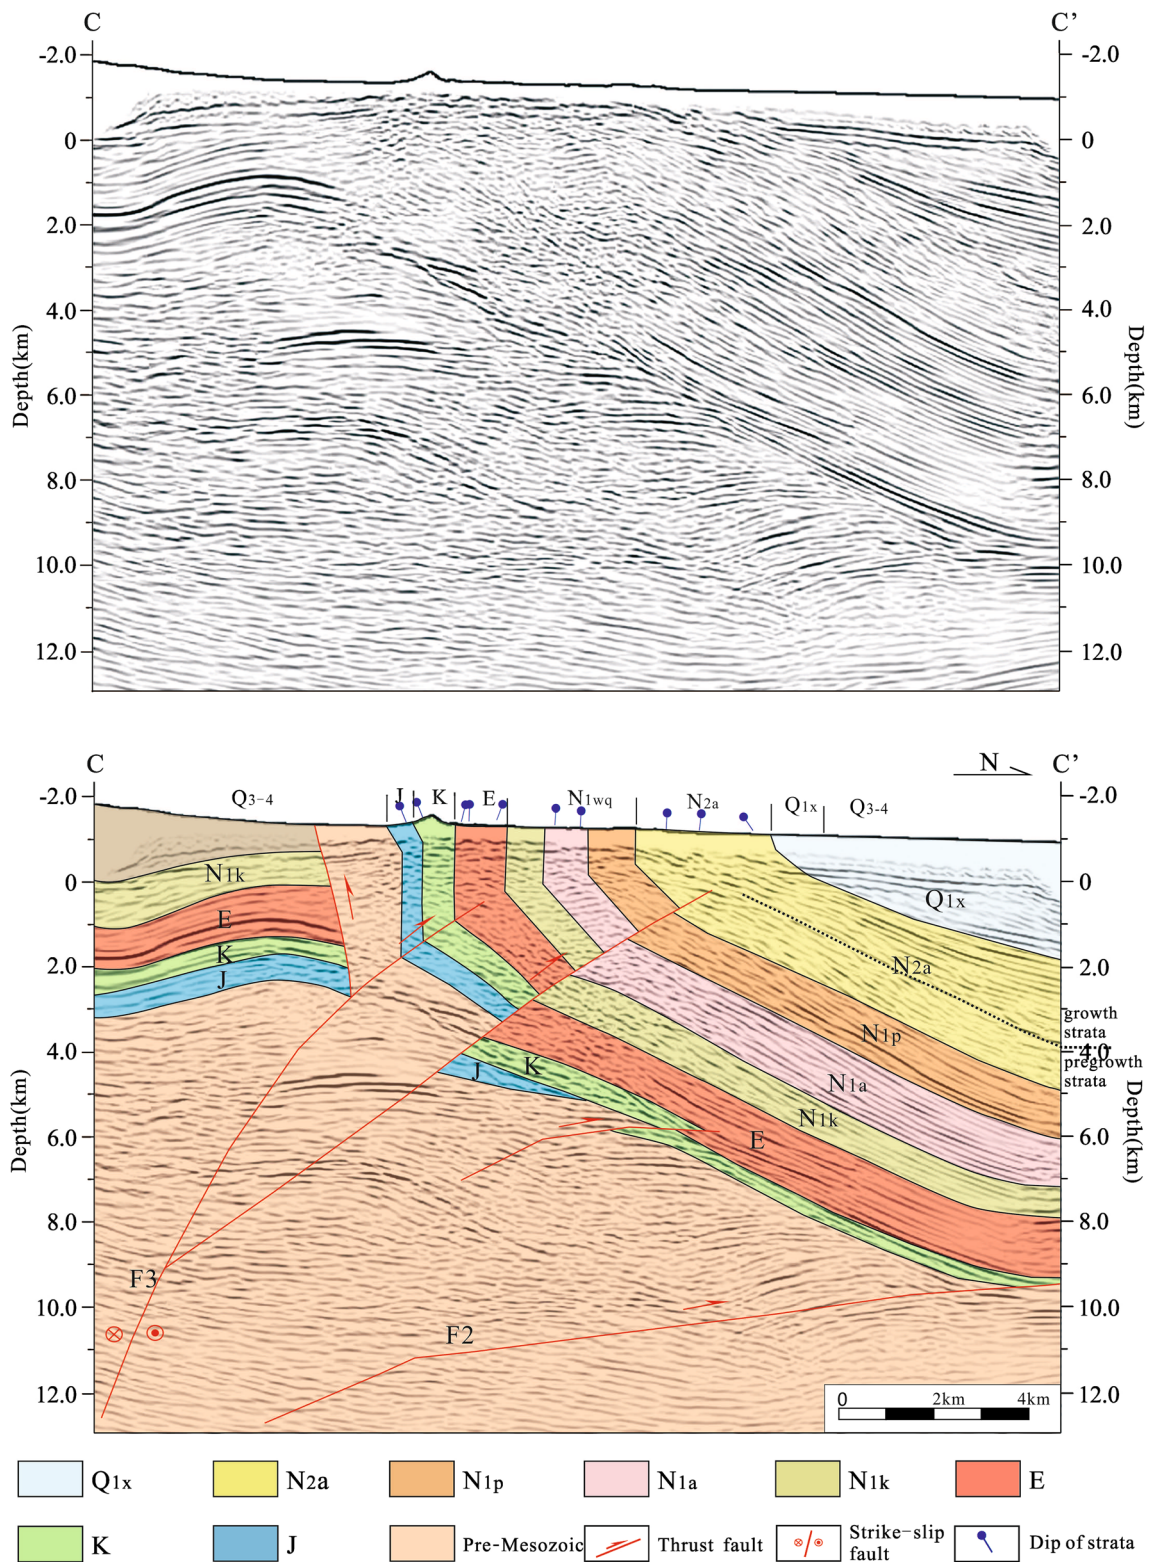 C
C’
-2.0
-2.0
0
0
2.0
2.0
4.0
4.0
Depth(km)
Depth(km)
6.0
6.0
8.0
8.0
10.0
10.0
12.0
12.0
C
N
C’
-2.0
Q3-4
J
K
E
N1wq
N2a
Q1x
Q3-4
-2.0
0
N1k
0
Q1x
E
K
2.0
J
N2a
2.0
growth
strata
N1p
4.0
4.0
pregrowth
strata
K
J
N1a
Depth(km)
Depth(km)
N1k
6.0
E
6.0
8.0
8.0
F3
10.0
10.0
F2
12.0
0
2km
4km
12.0
Q1x
N2a
N1p
N1a
N1k
E
K
J
Pre-Mesozoic
Thrust fault
Strike-slip
fault
Dip of strata